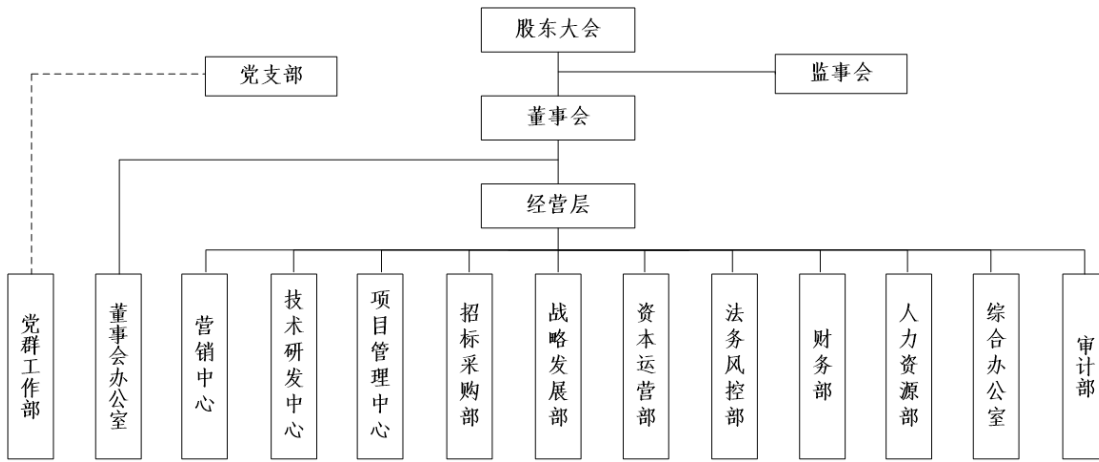 股东大会
党支部
监事会
董事会
经营层
党群工作部
董事会办公室
营销中心
技术研发中心
项目管理中心
招标采购部
战略发展部
资本运营部
法务风控部
财务部
人力资源部
综合办公室
审计部